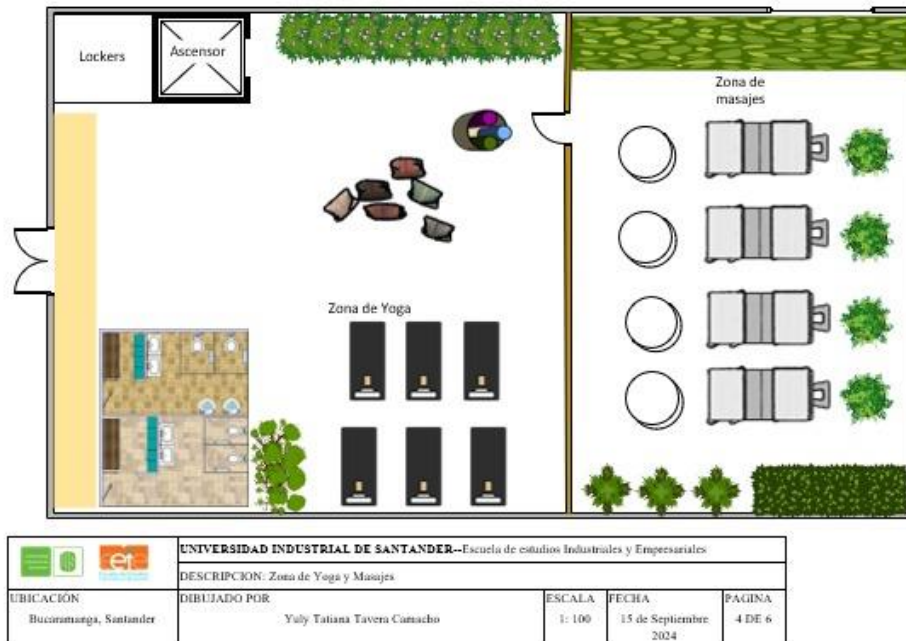 Lockers
Ascensor
Zona de
masajes
Zona de Yoga
UNIVERSIDAD INDUSTRIAL DE SANTANDER--Escuela de estudios Industriales y Empresariales
DESCRIPCION: Zona de Yoga y Masajes
UBICACIÓN
Bucaramanga, Santander
DIBUJADO POR
Yuly Tatiana Tavera Camacho
ESCALA
1: 100
FECHA
15 de Septiembre
2024
PAGINA
4 DE 6